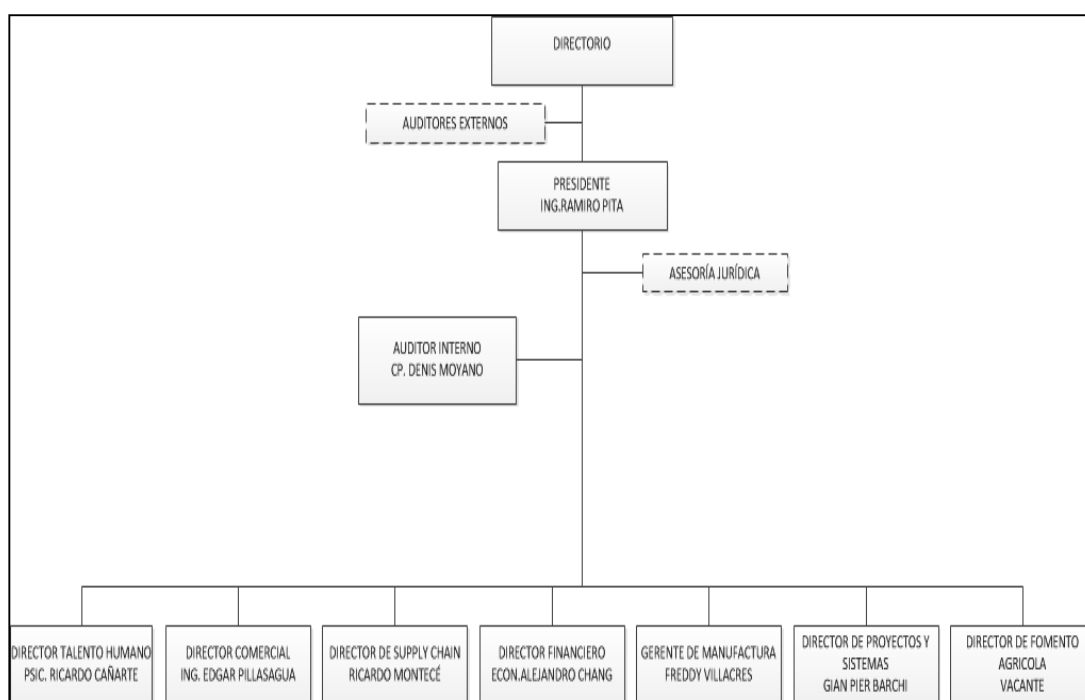 DIRECTORIO
AUDITORES EXTERNOS
PRESIDENTE
ING.RAMIRO PITA
ASESORÍA JURÍDICA
AUDITOR INTERNO
CP. DENIS MOYANO
DIRECTOR TALENTO HUMANO
PSIC. RICARDO CAÑARTE
DIRECTOR COMERCIAL
ING. EDGAR PILLASAGUA
DIRECTOR DE SUPPLY CHAIN
RICARDO MONTECÉ
DIRECTOR FINANCIERO
ECON.ALEJANDRO CHANG
GERENTE DE MANUFACTURA
FREDDY VILLACRES
DIRECTOR DE PROYECTOS Y
SISTEMAS
GIAN PIER BARCHI
DIRECTOR DE FOMENTO
AGRICOLA
VACANTE